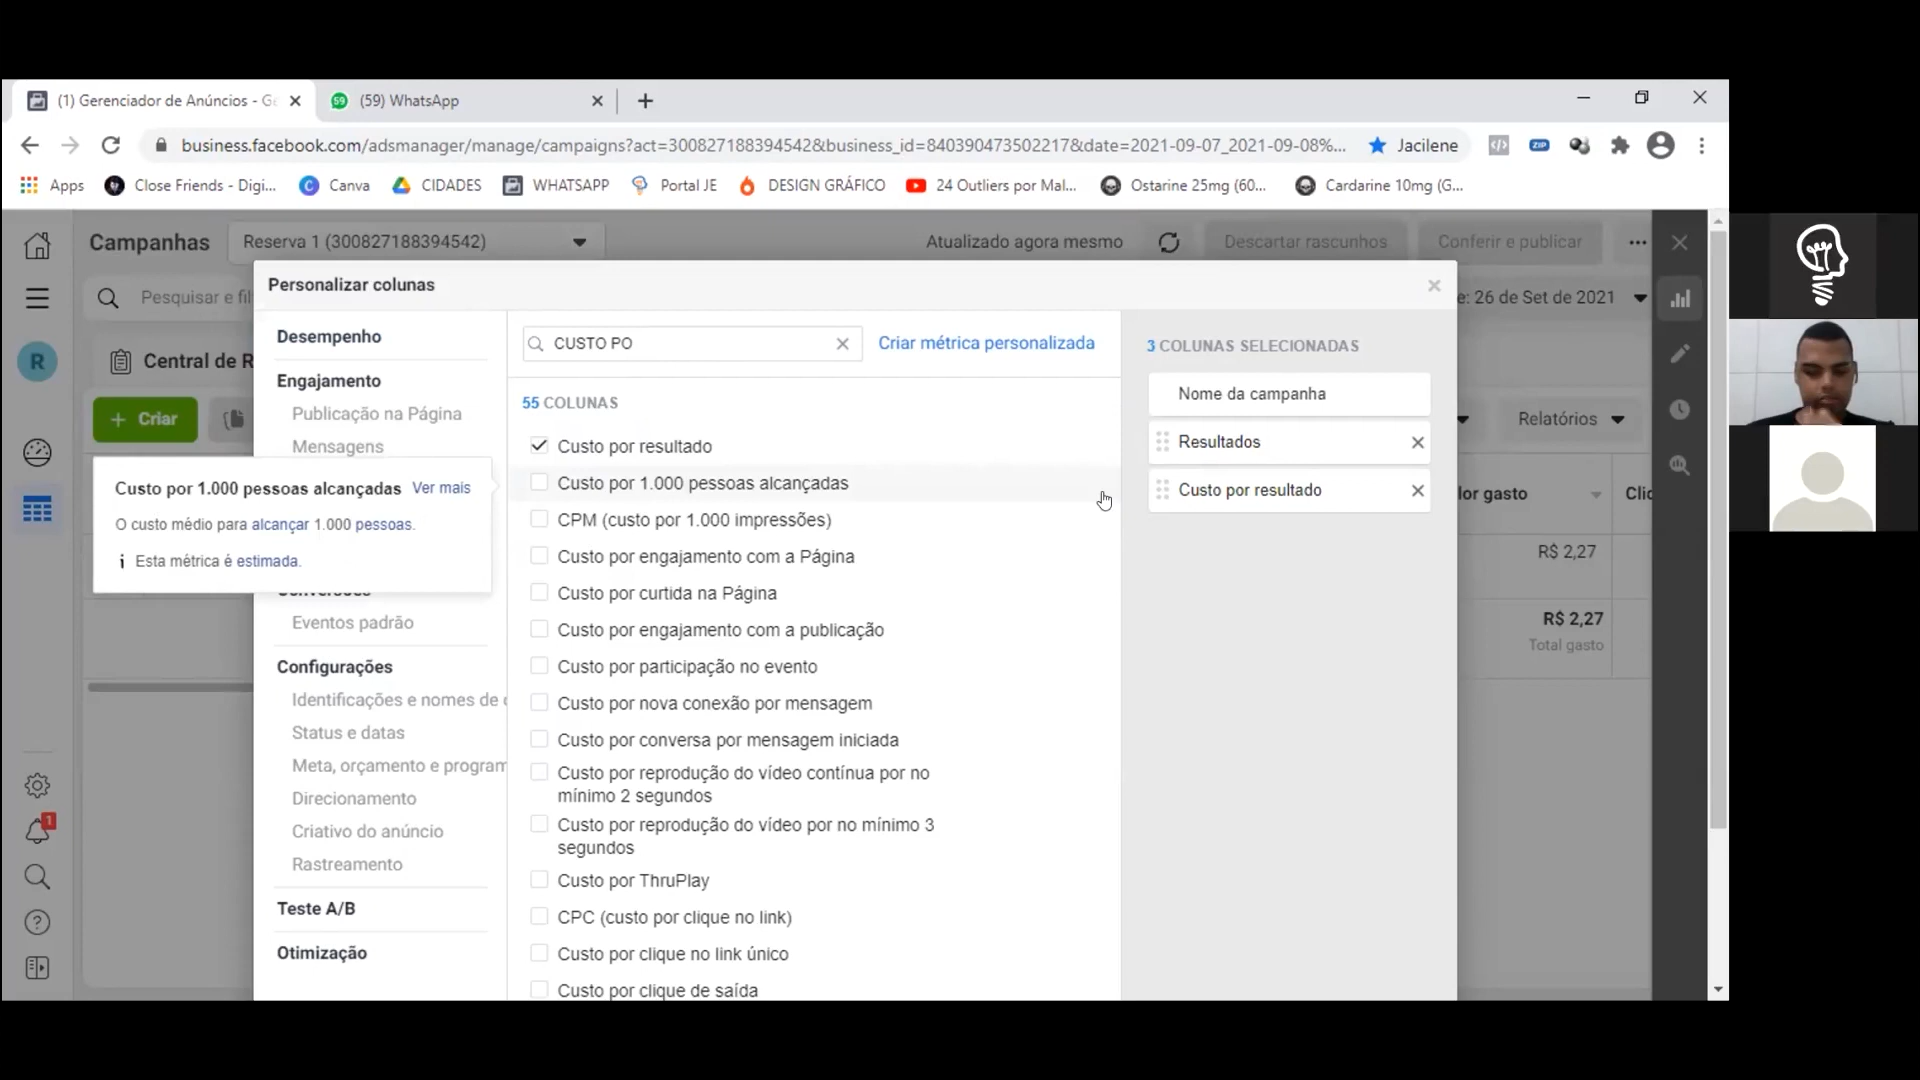 (1) Gerenciador de Anúncios - Ge
59
(59) WhatsApp
business.facebook.com/adsmanager/manage/campaigns?act=300827188394542&business_id=840390473502217&date=2021-09-07_2021-09-08%...
Jacilene
ZIP
Apps
Close Friends - Digi...
Canva
CIDADES
WHATSAPP
Portal JE
DESIGN GRÁFICO
24 Outliers por Mal...
Ostarine 25mg (60...
Cardarine 10mg (G...
Campanhas
Reserva 1 (300827188394542)
Atualizado agora mesmo
Descartar rascunhos
Conferir e publicar
Pesquisar e fil
e: 26 de Set de 2021
R
Central de R
Criar
Relatórios
lor gasto
Clic
R$ 2,27
R$ 2,27
Total gasto
1
Personalizar colunas
Desempenho
Engajamento
Publicação na Página
Mensagens
Custo por 1.000 pessoas alcançadas Ver mais
O custo médio para alcançar 1.000 pessoas.
i Esta métrica é estimada.
Conversões
Eventos padrão
Configurações
Identificações e nomes de
Status e datas
Meta, orçamento e program
Direcionamento
Criativo do anúncio
Rastreamento
Teste A/B
Otimização
CUSTO PO
Criar métrica personalizada
55 COLUNAS
Custo por resultado
Custo por 1.000 pessoas alcançadas
CPM (custo por 1.000 impressões)
Custo por engajamento com a Página
Custo por curtida na Página
Custo por engajamento com a publicação
Custo por participação no evento
Custo por nova conexão por mensagem
Custo por conversa por mensagem iniciada
Custo por reprodução do vídeo contínua por no
mínimo 2 segundos
Custo por reprodução do vídeo por no mínimo 3
segundos
Custo por ThruPlay
CPC (custo por clique no link)
Custo por clique no link único
Custo por clique de saída
3 COLUNAS SELECIONADAS
Nome da campanha
Resultados
Custo por resultado